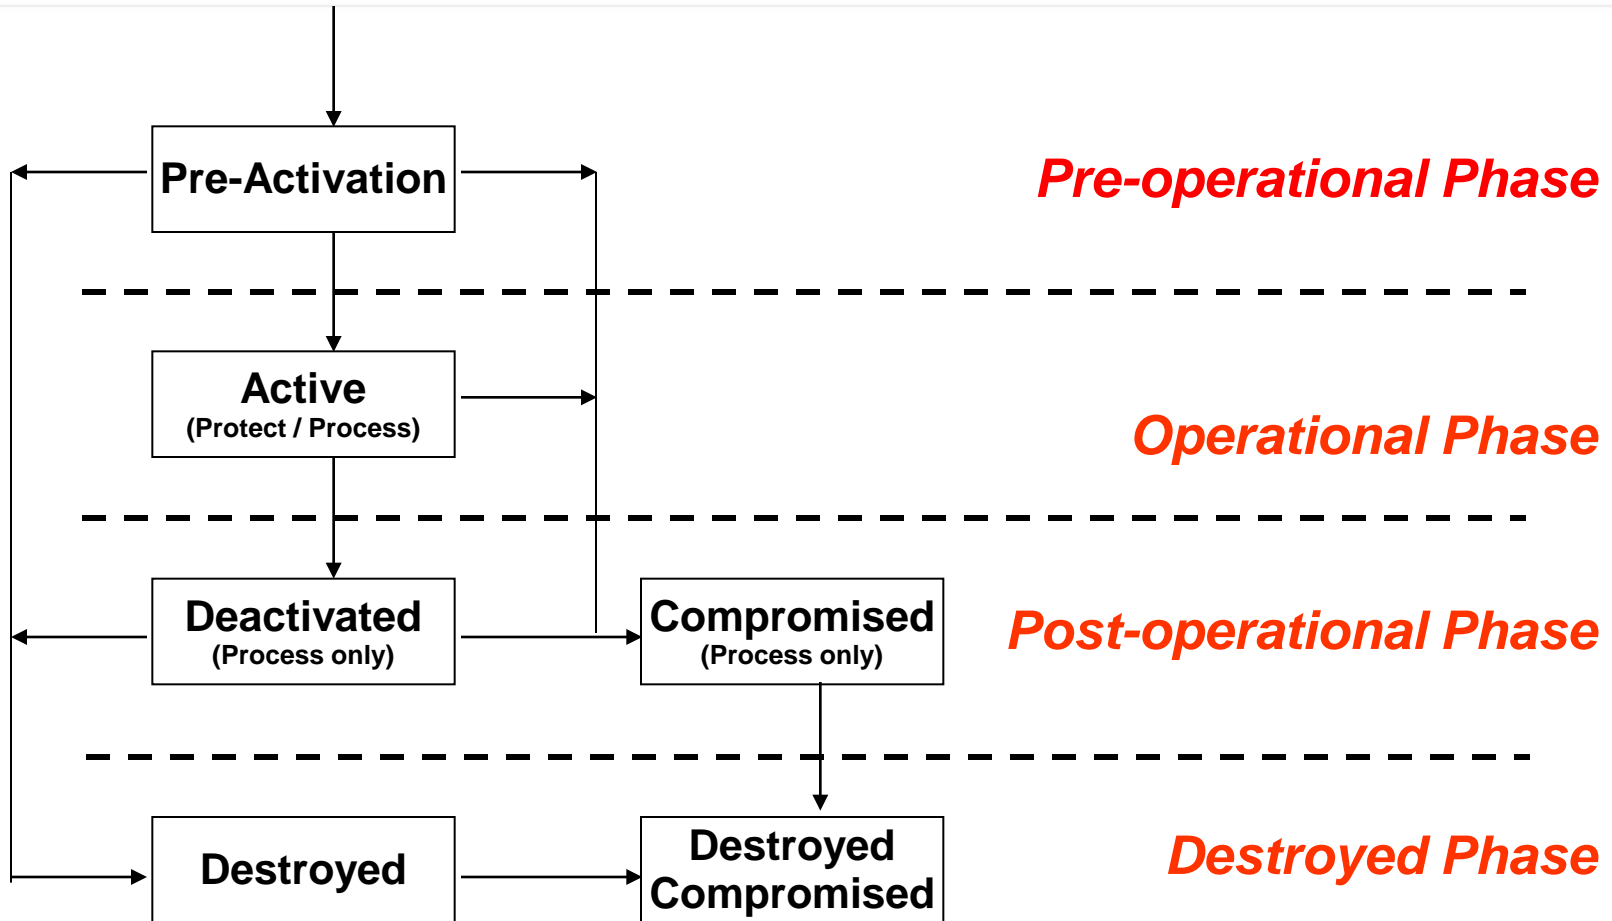 Pre-Activation
Pre-operational Phase
Active
(Protect / Process)
Operational Phase
Deactivated
(Process only)
Compromised
(Process only)
Post-operational Phase
Destroyed
Destroyed
Compromised
Destroyed Phase